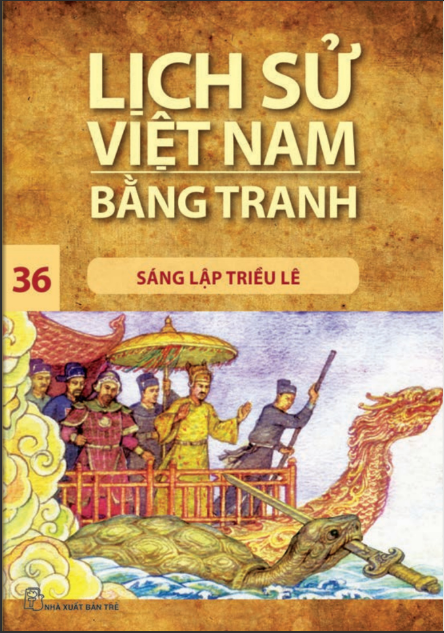 LỊCH SỬ
VIỆT NAM
BẰNG TRANH
36
SÁNG LẬP TRIỀU LÊ
NHÀ XUẤT BẢN TRẺ